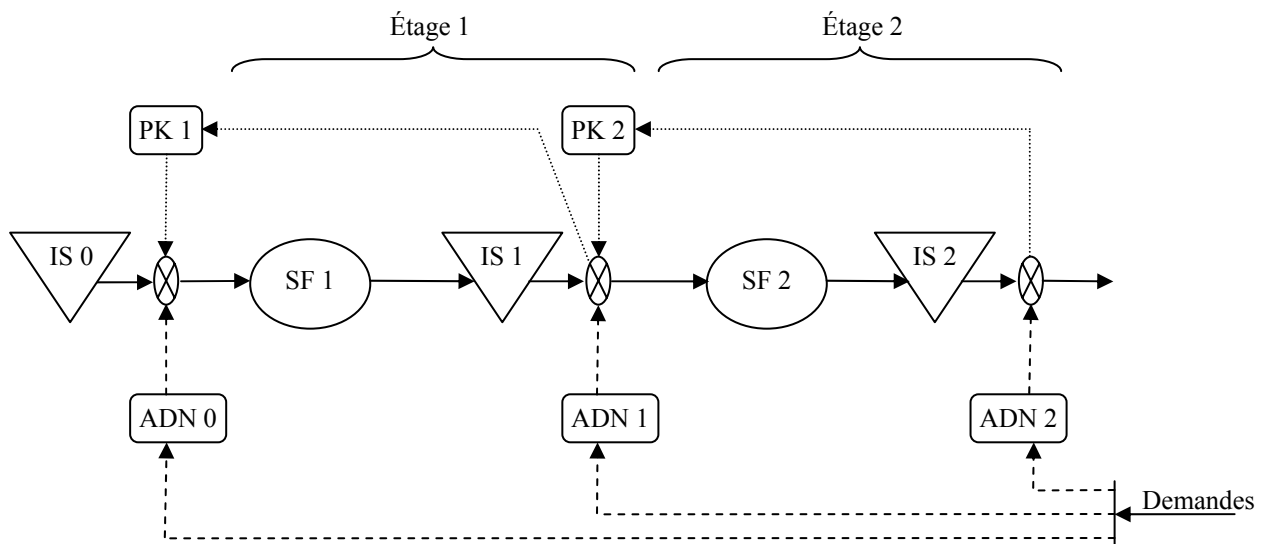 Étage 1
Étage 2
PK 1
PK 2
IS 0
SF 1
IS 1
SF 2
IS 2
ADN 0
ADN 1
ADN 2
Demandes